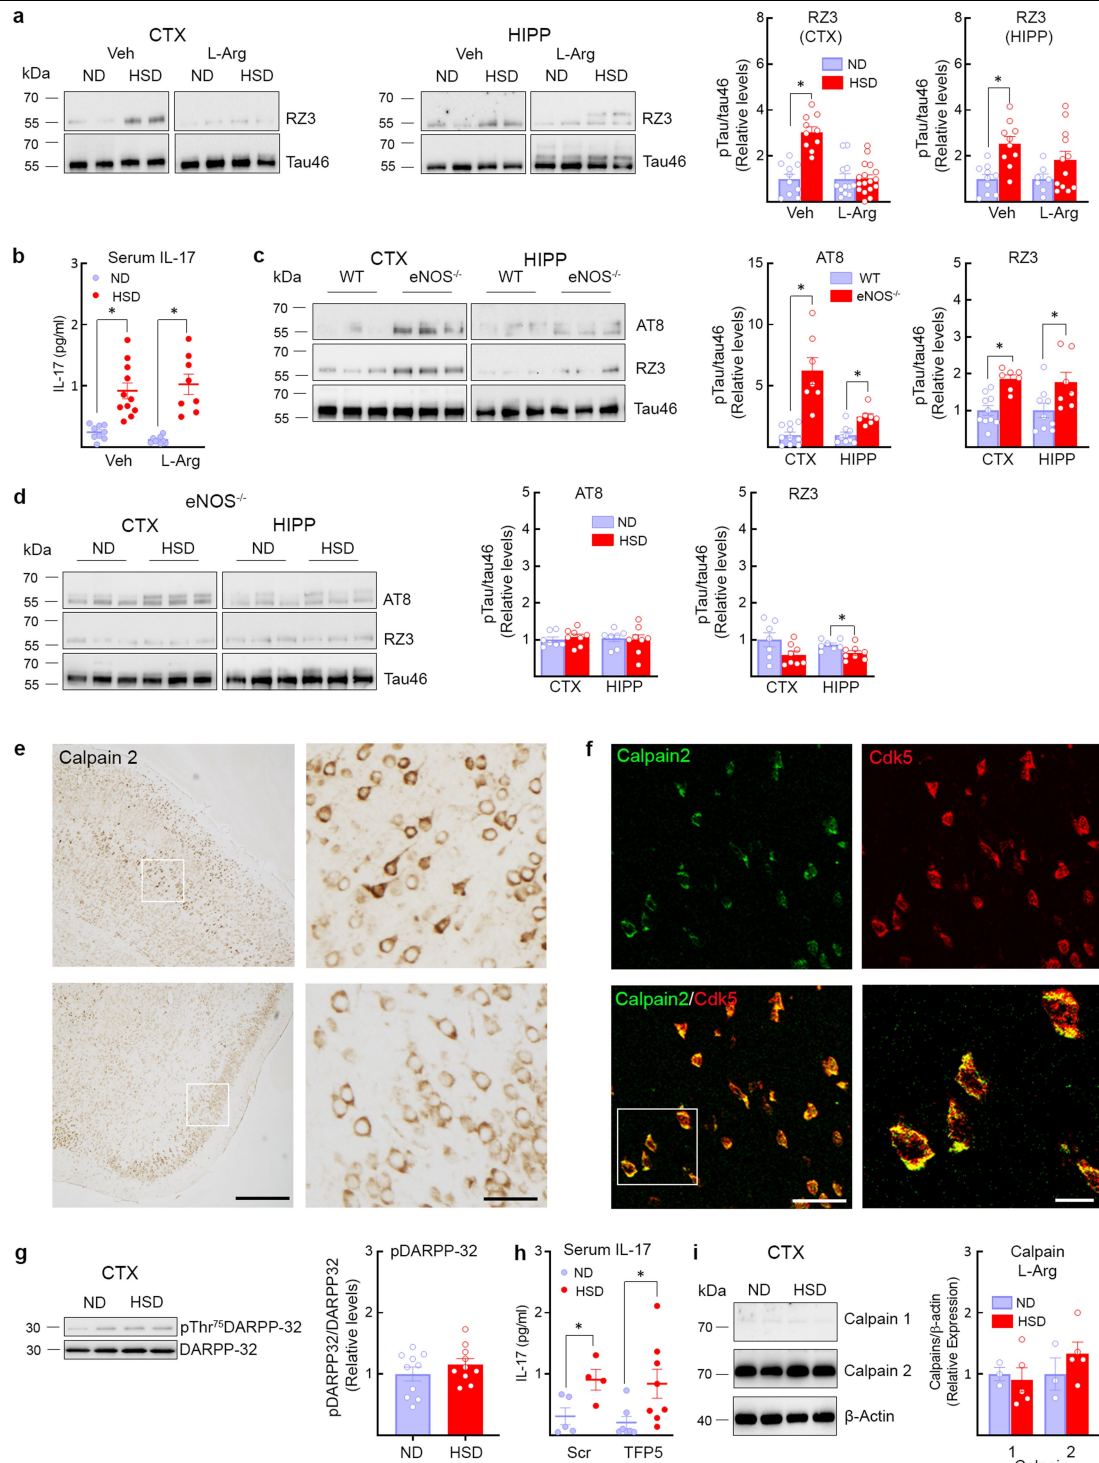 a
CTX
Veh
L-Arg
kDa
ND
HSD
ND
HSD
70
55
RZ3
55
Tau46
HIPP
Veh
L-Arg
kDa
ND
HSD
ND
HSD
70
55
RZ3
55
Tau46
RZ3
(CTX)
8
6
4
2
pTau/tau46
(Relative levels)
ND
HSD
*
Veh
L-Arg
RZ3
(HIPP)
8
6
4
2
pTau/tau46
(Relative levels)
*
Veh
L-Arg
b
Serum IL-17
3
2
1
IL-17 (pg/ml)
ND
HSD
*
*
Veh
L-Arg
c
CTX
HIPP
kDa
WT
eNOS-/-
WT
eNOS-/-
70
55
AT8
70
55
RZ3
70
55
Tau46
AT8
15
10
5
pTau/tau46
(Relative levels)
WT
eNOS-/-
*
*
CTX
HIPP
RZ3
5
4
3
2
1
pTau/tau46
(Relative levels)
*
*
CTX
HIPP
d
eNOS-/-
CTX
HIPP
kDa
ND
HSD
ND
HSD
70
55
AT8
55
RZ3
70
55
Tau46
AT8
5
4
3
2
1
pTau/tau46
(Relative levels)
ND
HSD
CTX
HIPP
RZ3
5
4
3
2
1
pTau/tau46
(Relative levels)
*
CTX
HIPP
e
Calpain 2
f
Calpain2
Cdk5
Calpain2/Cdk5
g
CTX
ND
HSD
30
pThr75DARPP-32
30
DARPP-32
pDARPP-32
3
2
1
pDARPP32/DARPP32
(Relative levels)
ND
HSD
h
Serum IL-17
3
2
1
IL-17 (pg/ml)
ND
HSD
*
*
Scr
TFP5
i
CTX
kDa
ND
HSD
70
Calpain 1
70
Calpain 2
40
β-Actin
Calpain
L-Arg
3
2
1
Calpains/β-actin
(Relative Expression)
ND
HSD
1
2